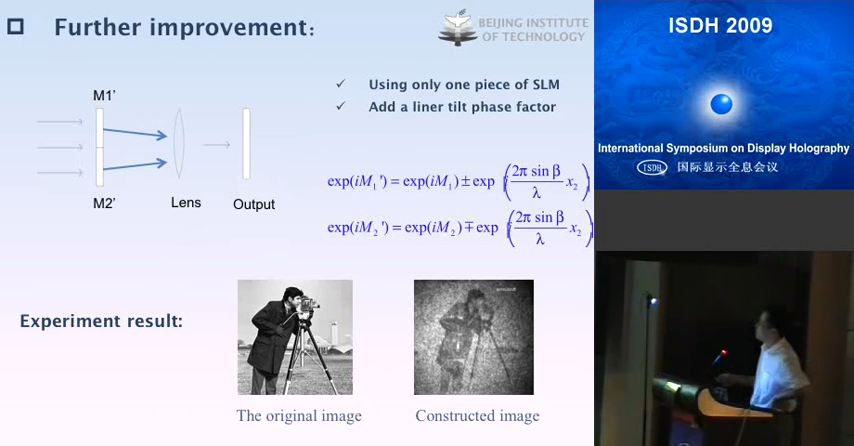 Further improvement：
BEIJING INSTITUTE
OF TECHNOLOGY
M1’
M2’
Lens
Output
✓ Using only one piece of SLM
✓ Add a liner tilt phase factor
exp(iM₁') = exp(iM₁) ± exp (2π sin β / λ x₂)
exp(iM₂') = exp(iM₂) ∓ exp (2π sin β / λ x₂)
Experiment result:
The original image
Constructed image
ISDH 2009
International Symposium on Display Holography
ISDH 国际显示全息会议